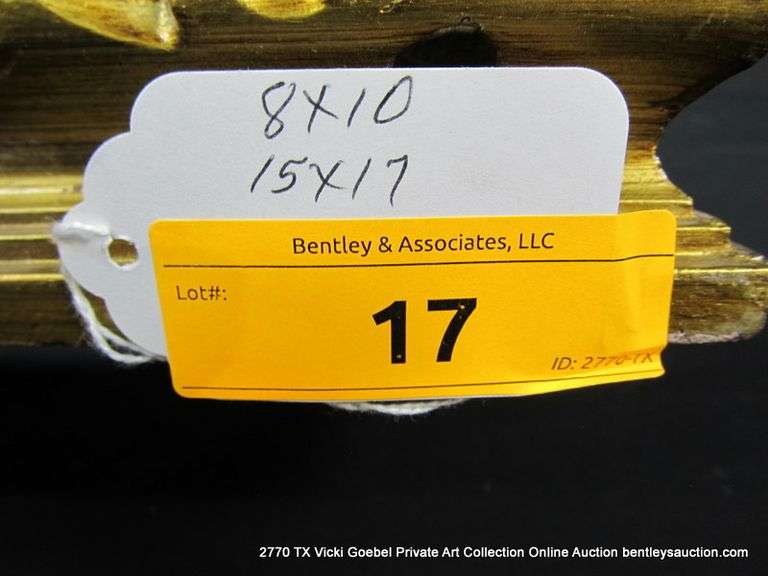 8X10
15X17
Bentley & Associates, LLC
Lot#:
17
ID: 2770-TX
2770 TX Vicki Goebel Private Art Collection Online Auction bentleysauction.com